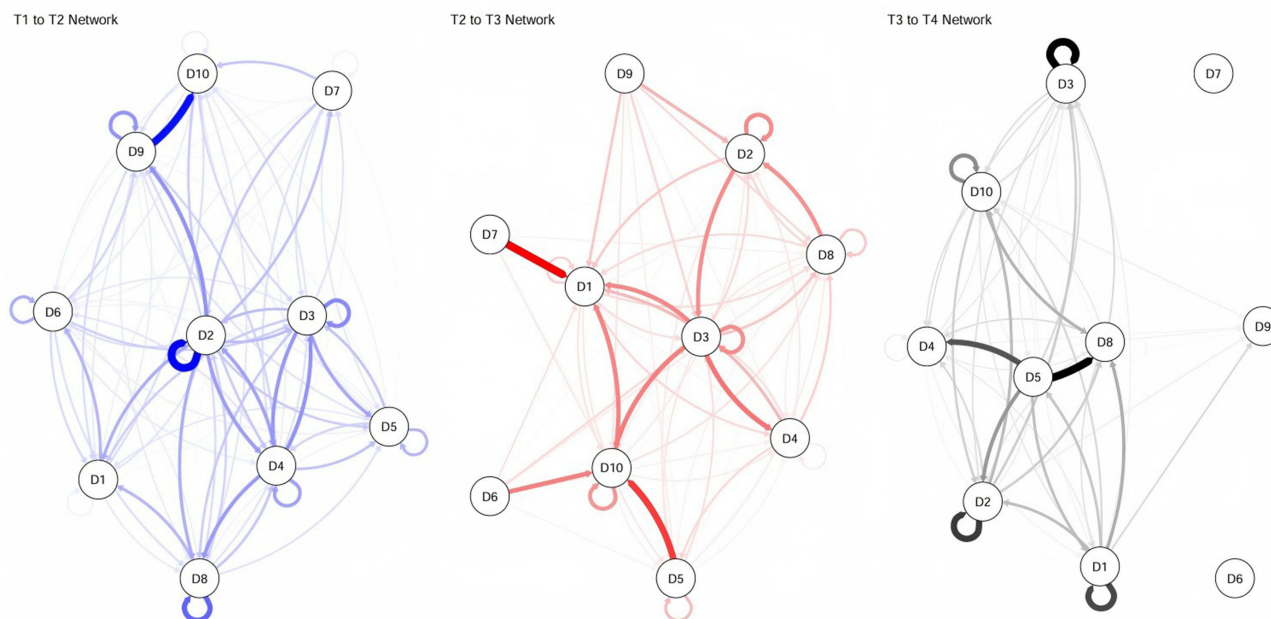 T1 to T2 Network
T2 to T3 Network
T3 to T4 Network
D10
D7
D9
D6
D2
D3
D5
D4
D1
D8
D9
D2
D7
D8
D1
D3
D4
D10
D6
D5
D3
D7
D10
D9
D4
D8
D5
D2
D1
D6